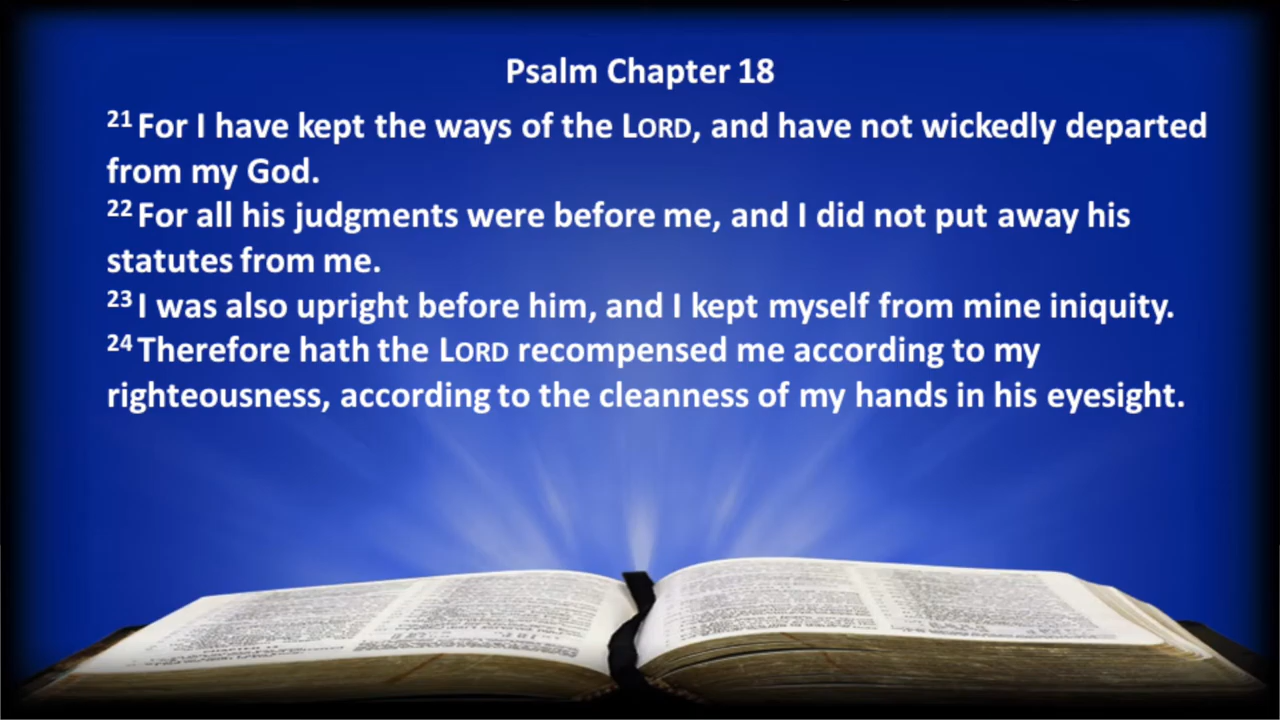 Psalm Chapter 18
21 For I have kept the ways of the LORD, and have not wickedly departed
from my God.
22 For all his judgments were before me, and I did not put away his
statutes from me.
23 I was also upright before him, and I kept myself from mine iniquity.
24 Therefore hath the LORD recompensed me according to my
righteousness, according to the cleanness of my hands in his eyesight.